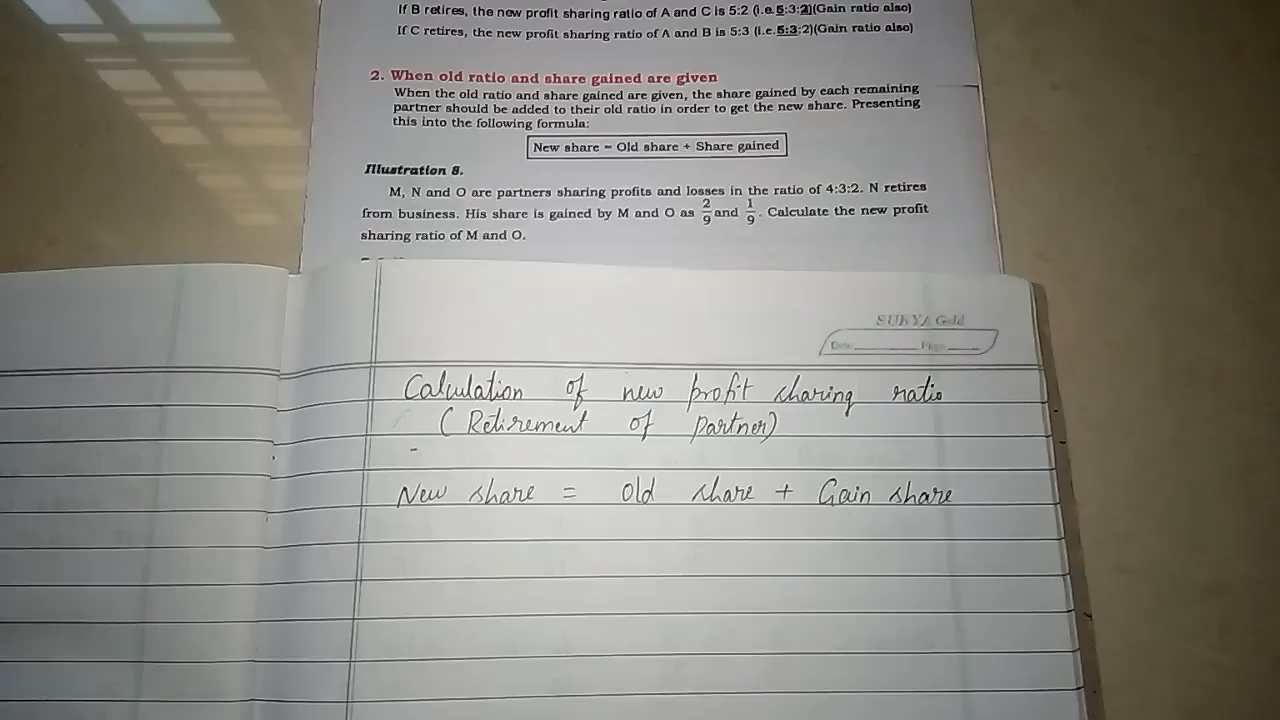 If B retires, the new profit sharing ratio of A and C is 5:2 (i.e.5:3:2)(Gain ratio also)
If C retires, the new profit sharing ratio of A and B is 5:3 (i.e.5:3:2)(Gain ratio also)
2. When old ratio and share gained are given
When the old ratio and share gained are given, the share gained by each remaining
partner should be added to their old ratio in order to get the new share. Presenting
this into the following formula:
New share = Old share + Share gained
Illustration 8.
M, N and O are partners sharing profits and losses in the ratio of 4:3:2. N retires
from business. His share is gained by M and O as 2/9 and 1/9. Calculate the new profit
sharing ratio of M and O.
SURYA Gold
Date Page
Calculation of new profit sharing ratio
(Retirement of partner)
New share = Old share + Gain share